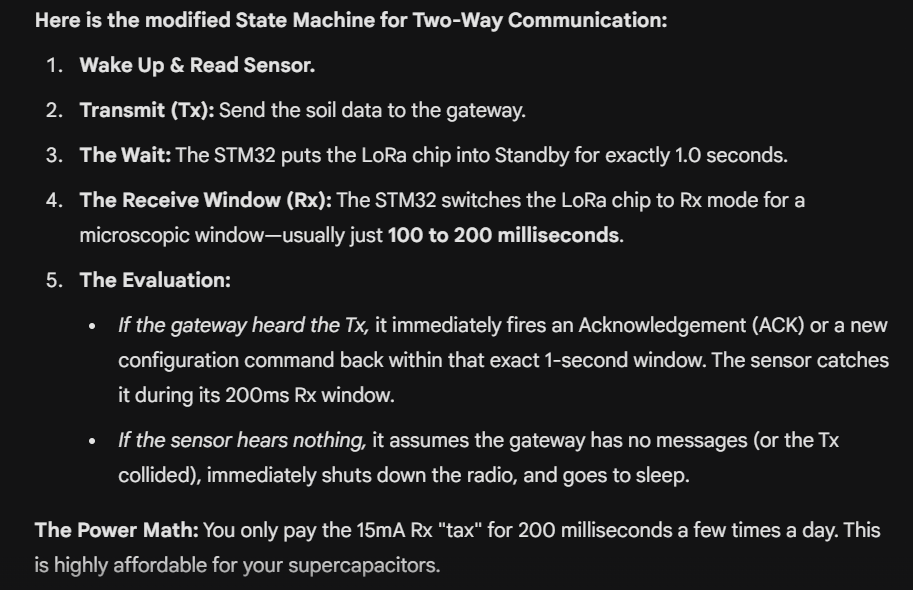 Here is the modified State Machine for Two-Way Communication:
1. Wake Up & Read Sensor.
2. Transmit (Tx): Send the soil data to the gateway.
3. The Wait: The STM32 puts the LoRa chip into Standby for exactly 1.0 seconds.
4. The Receive Window (Rx): The STM32 switches the LoRa chip to Rx mode for a
microscopic window—usually just 100 to 200 milliseconds.
5. The Evaluation:
• If the gateway heard the Tx, it immediately fires an Acknowledgement (ACK) or a new
configuration command back within that exact 1-second window. The sensor catches
it during its 200ms Rx window.
• If the sensor hears nothing, it assumes the gateway has no messages (or the Tx
collided), immediately shuts down the radio, and goes to sleep.
The Power Math: You only pay the 15mA Rx "tax" for 200 milliseconds a few times a day. This
is highly affordable for your supercapacitors.